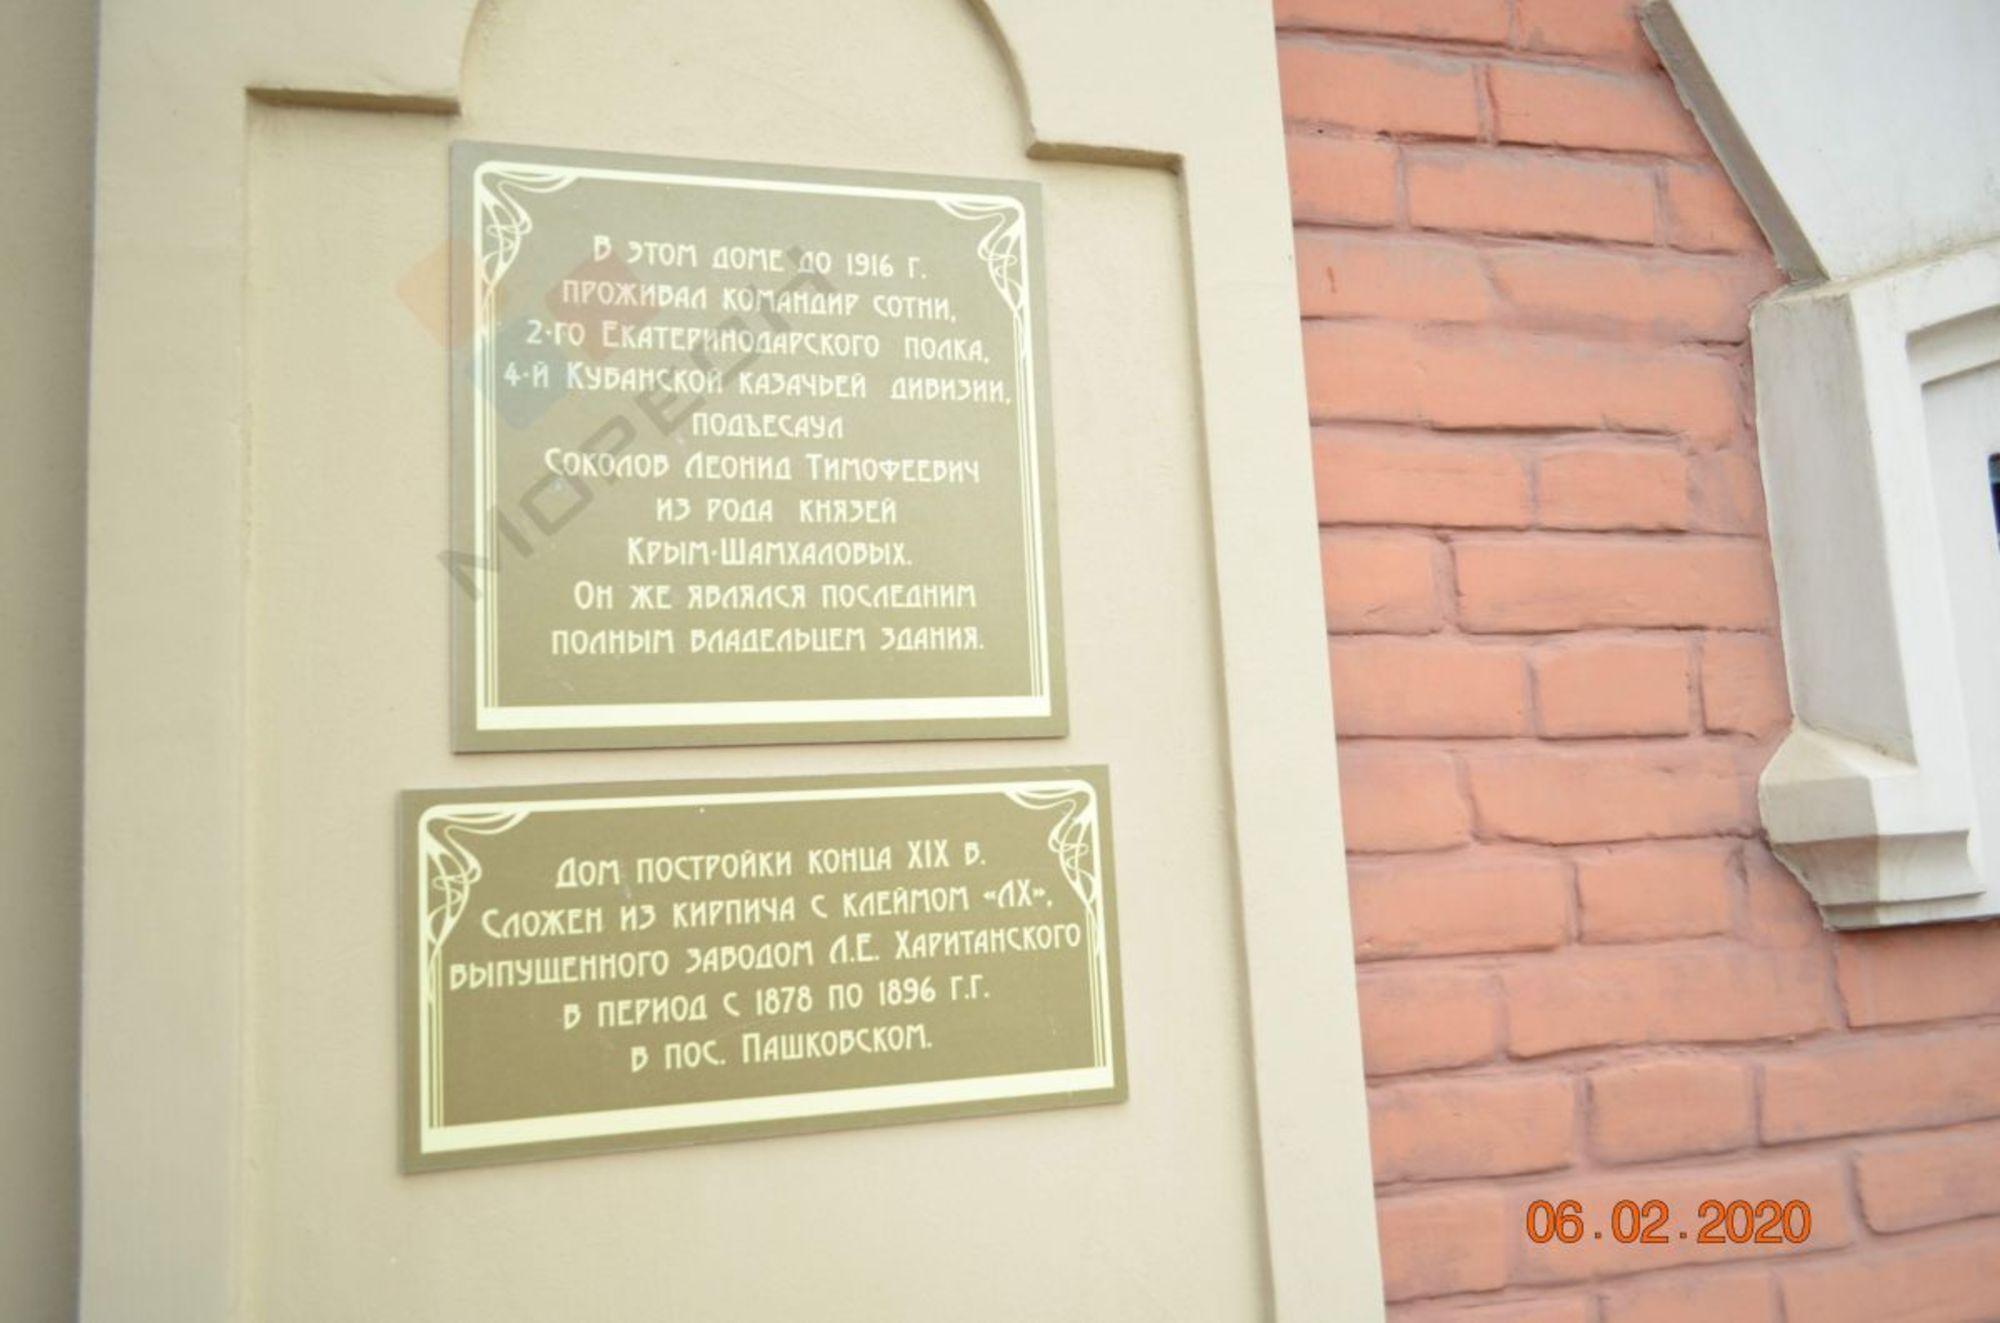 В ЭТОМ ДОМЕ ДО 1916 Г.
ПРОЖИВАЛ КОМАНДИР СОТНИ,
2-ГО ЕКАТЕРИНОДАРСКОГО ПОЛКА,
4-Й КУБАНСКОЙ КАЗАЧЬЕЙ ДИВИЗИИ,
ПОДЪЕСАУЛ
СОКОЛОВ ЛЕОНИД ТИМОФЕЕВИЧ
ИЗ РОДА КНЯЗЕЙ
КРЫМ-ШАМХАЛОВЫХ.
ОН ЖЕ ЯВЛЯЛСЯ ПОСЛЕДНИМ
ПОЛНЫМ ВЛАДЕЛЬЦЕМ ЗДАНИЯ.
ДОМ ПОСТРОЙКИ КОНЦА XIX В.
СЛОЖЕН ИЗ КИРПИЧА С КЛЕЙМОМ «ЛХ»,
ВЫПУЩЕННОГО ЗАВОДОМ Л.Е. ХАРИТАНСКОГО
В ПЕРИОД С 1878 ПО 1896 Г.Г.
В ПОС. ПАШКОВСКОМ.
06.02.2020